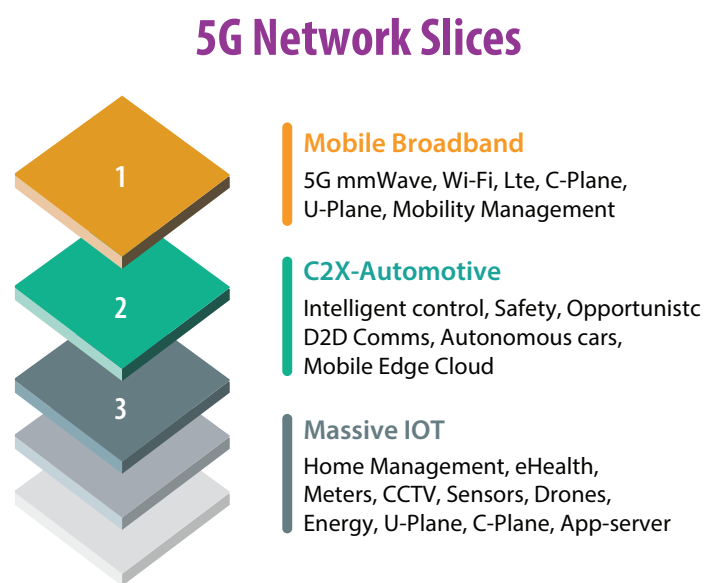 5G Network Slices
1
Mobile Broadband
5G mmWave, Wi-Fi, Lte, C-Plane,
U-Plane, Mobility Management
2
C2X-Automotive
Intelligent control, Safety, Opportunistc
D2D Comms, Autonomous cars,
Mobile Edge Cloud
3
Massive IOT
Home Management, eHealth,
Meters, CCTV, Sensors, Drones,
Energy, U-Plane, C-Plane, App-server